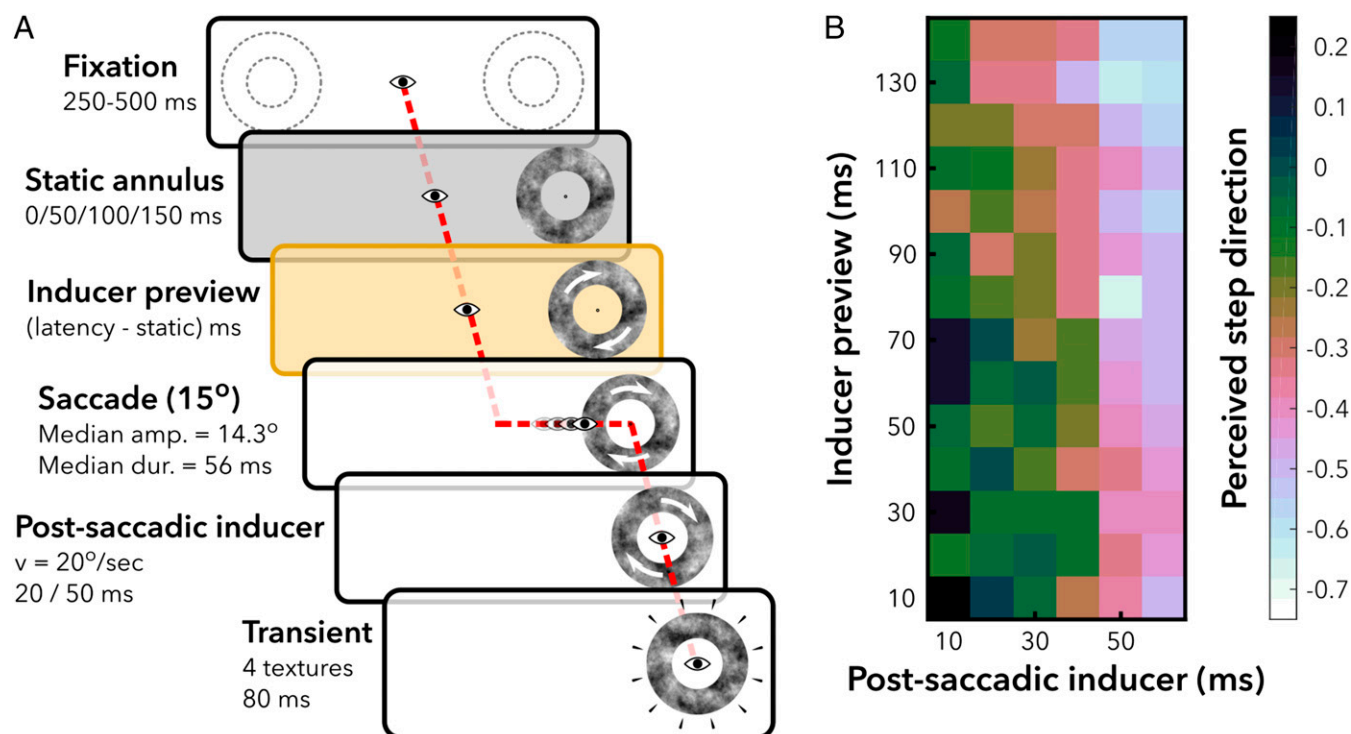 A
Fixation
250-500 ms
Static annulus
0/50/100/150 ms
Inducer preview
(latency - static) ms
Saccade (15º)
Median amp. = 14.3º
Median dur. = 56 ms
Post-saccadic inducer
v = 20º/sec
20 / 50 ms
Transient
4 textures
80 ms
B
Inducer preview (ms)
130
110
90
70
50
30
10
10 30 50
Post-saccadic inducer (ms)
Perceived step direction
0.2
0.1
0
-0.1
-0.2
-0.3
-0.4
-0.5
-0.6
-0.7